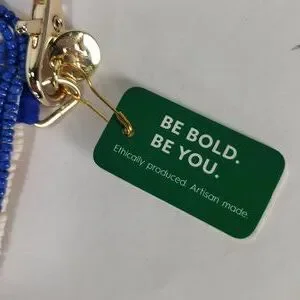 BE BOLD.
BE YOU.
Ethically produced. Artisan made.